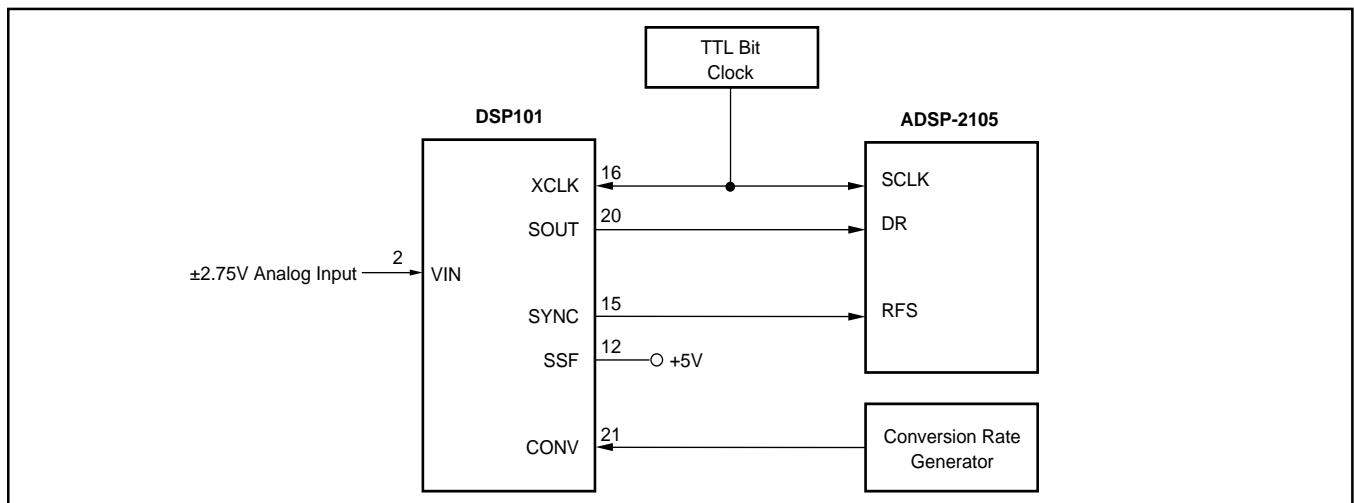 TTL Bit
Clock
DSP101
ADSP-2105
XCLK
16
SCLK
SOUT
20
DR
±2.75V Analog Input
2
VIN
SYNC
15
RFS
SSF
12
+5V
CONV
21
Conversion Rate
Generator